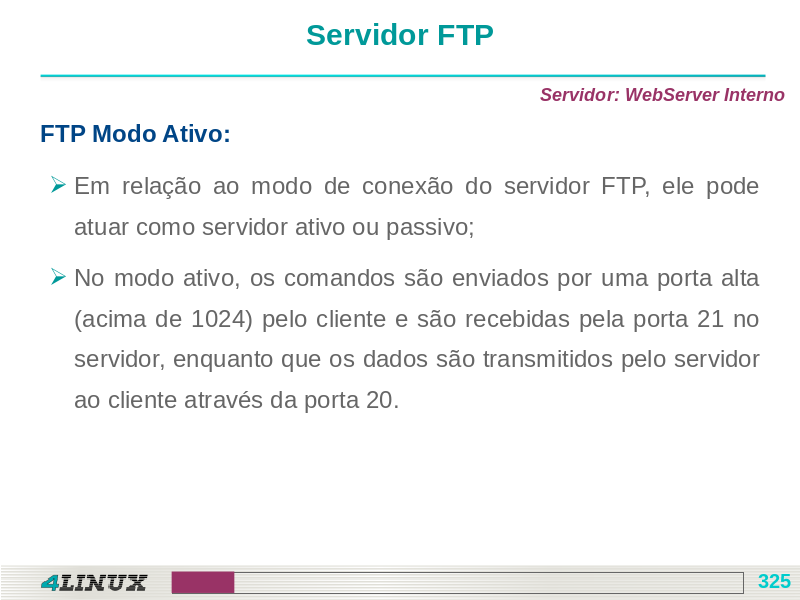 Servidor FTP
Servidor: WebServer Interno
FTP Modo Ativo:
Em relação ao modo de conexão do servidor FTP, ele pode
atuar como servidor ativo ou passivo;
No modo ativo, os comandos são enviados por uma porta alta
(acima de 1024) pelo cliente e são recebidas pela porta 21 no
servidor, enquanto que os dados são transmitidos pelo servidor
ao cliente através da porta 20.
4LINUX
325